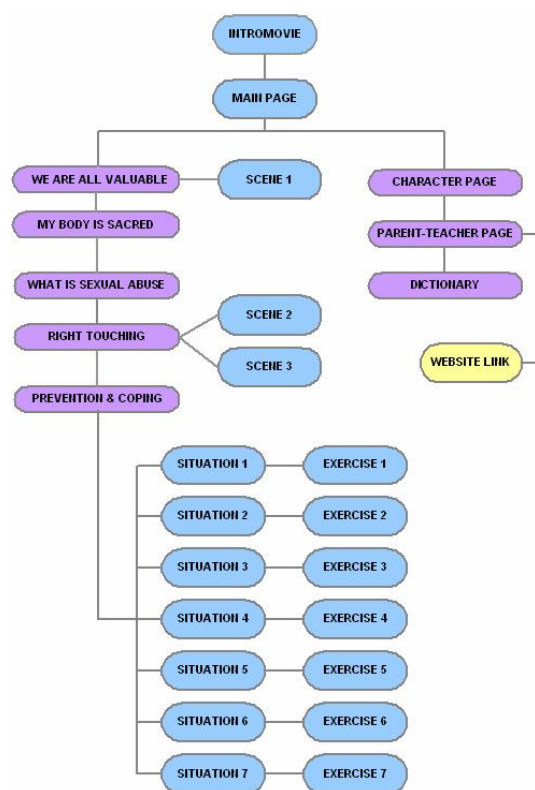 INTROMOVIE
MAIN PAGE
WE ARE ALL VALUABLE
SCENE 1
CHARACTER PAGE
MY BODY IS SACRED
PARENT-TEACHER PAGE
WHAT IS SEXUAL ABUSE
DICTIONARY
SCENE 2
RIGHT TOUCHING
SCENE 3
WEBSITE LINK
PREVENTION & COPING
SITUATION 1
EXERCISE 1
SITUATION 2
EXERCISE 2
SITUATION 3
EXERCISE 3
SITUATION 4
EXERCISE 4
SITUATION 5
EXERCISE 5
SITUATION 6
EXERCISE 6
SITUATION 7
EXERCISE 7